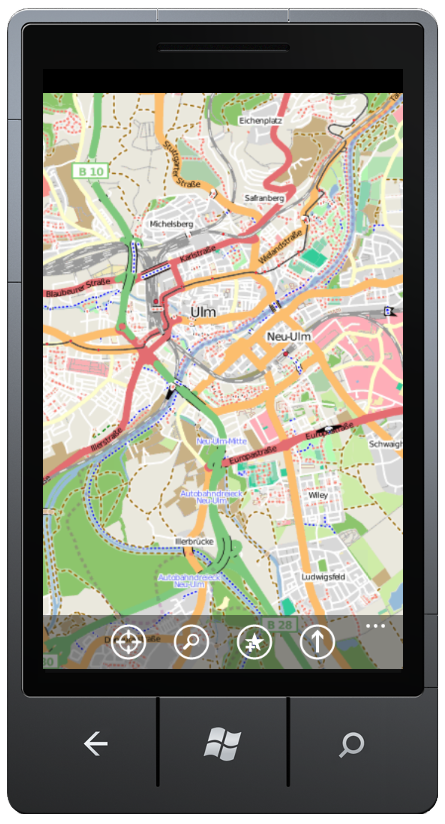 Eichenplatz
B 10
Stuttgarter
Straße
Safranberg
Michelsberg
Karlstraße
Wielandstraße
Blaubeurer Straße
Ulm
Neu-Ulm
Illerstraße
Neu-Ulm-Mitte
Europastraße
Europastraße
Schwaigh
Autobahndreieck
Neu-Ulm
Wiley
Illerbrücke
Autobahndreieck
Neu-Ulm
Ludwigsfeld
B 28